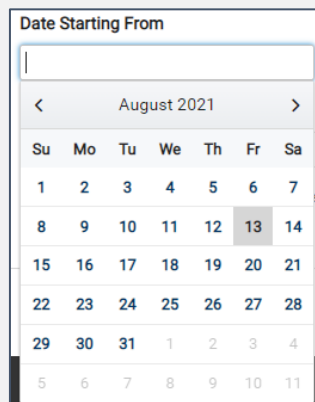 Date Starting From
< August 2021 >
Su Mo Tu We Th Fr Sa
1 2 3 4 5 6 7
8 9 10 11 12 13 14
15 16 17 18 19 20 21
22 23 24 25 26 27 28
29 30 31 1 2 3 4
5 6 7 8 9 10 11